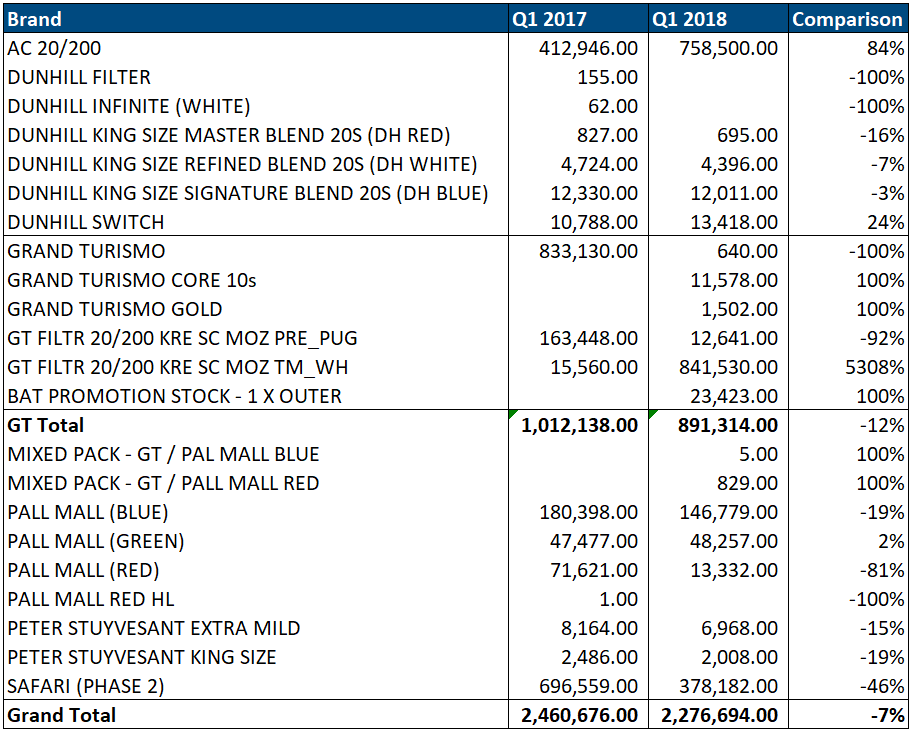 Brand Q1 2017 Q1 2018 Comparison
AC 20/200 412,946.00 758,500.00 84%
DUNHILL FILTER 155.00 -100%
DUNHILL INFINITE (WHITE) 62.00 -100%
DUNHILL KING SIZE MASTER BLEND 20S (DH RED) 827.00 695.00 -16%
DUNHILL KING SIZE REFINED BLEND 20S (DH WHITE) 4,724.00 4,396.00 -7%
DUNHILL KING SIZE SIGNATURE BLEND 20S (DH BLUE) 12,330.00 12,011.00 -3%
DUNHILL SWITCH 10,788.00 13,418.00 24%
GRAND TURISMO 833,130.00 640.00 -100%
GRAND TURISMO CORE 10s 11,578.00 100%
GRAND TURISMO GOLD 1,502.00 100%
GT FILTR 20/200 KRE SC MOZ PRE_PUG 163,448.00 12,641.00 -92%
GT FILTR 20/200 KRE SC MOZ TM_WH 15,560.00 841,530.00 5308%
BAT PROMOTION STOCK - 1 X OUTER 23,423.00 100%
GT Total 1,012,138.00 891,314.00 -12%
MIXED PACK - GT / PAL MALL BLUE 5.00 100%
MIXED PACK - GT / PALL MALL RED 829.00 100%
PALL MALL (BLUE) 180,398.00 146,779.00 -19%
PALL MALL (GREEN) 47,477.00 48,257.00 2%
PALL MALL (RED) 71,621.00 13,332.00 -81%
PALL MALL RED HL 1.00 -100%
PETER STUYVESANT EXTRA MILD 8,164.00 6,968.00 -15%
PETER STUYVESANT KING SIZE 2,486.00 2,008.00 -19%
SAFARI (PHASE 2) 696,559.00 378,182.00 -46%
Grand Total 2,460,676.00 2,276,694.00 -7%